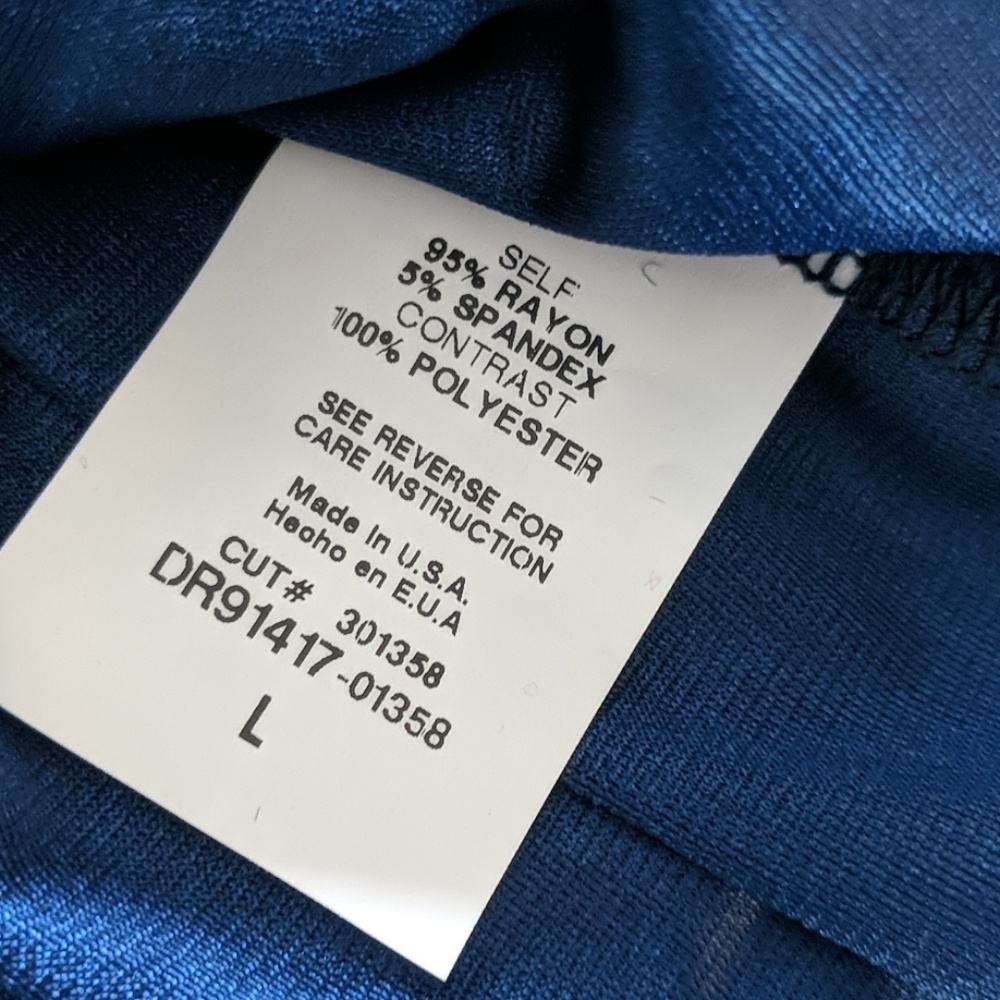 SELF
95% RAYON
5% SPANDEX
CONTRAST
100% POLYESTER
SEE REVERSE FOR
CARE INSTRUCTION
Made In U.S.A.
Hecho en E.U.A
CUT# 301358
DR91417-01358
L